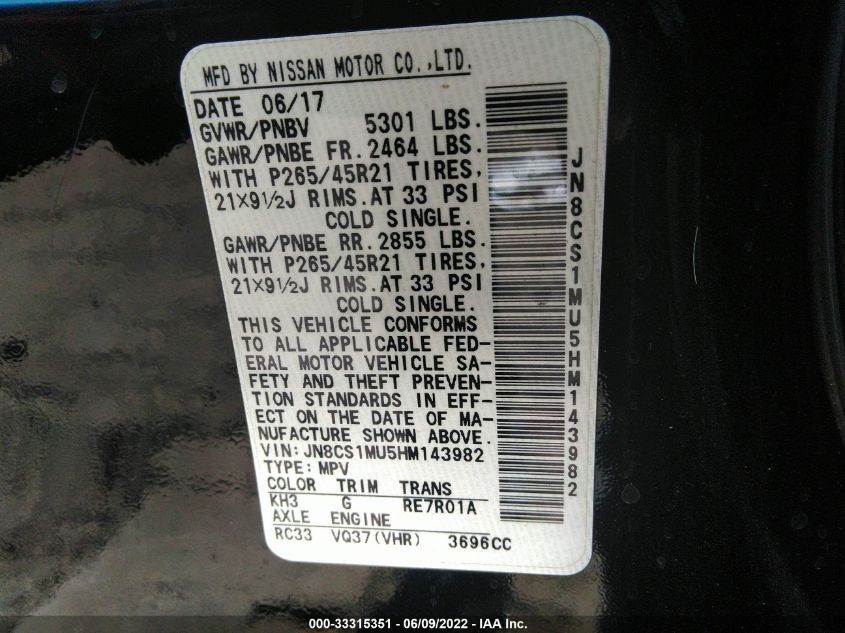 MFD BY NISSAN MOTOR CO.,LTD.
DATE 06/17
GVWR/PNBV 5301 LBS.
GAWR/PNBE FR. 2464 LBS.
WITH P265/45R21 TIRES,
21X9½J RIMS. AT 33 PSI
COLD SINGLE.
GAWR/PNBE RR. 2855 LBS.
WITH P265/45R21 TIRES,
21X9½J RIMS. AT 33 PSI
COLD SINGLE.
THIS VEHICLE CONFORMS
TO ALL APPLICABLE FED-
ERAL MOTOR VEHICLE SA-
FETY AND THEFT PREVEN-
TION STANDARDS IN EFF-
ECT ON THE DATE OF MA-
NUFACTURE SHOWN ABOVE.
VIN: JN8CS1MU5HM143982
TYPE: MPV
COLOR TRIM TRANS
KH3 G RE7R01A
AXLE ENGINE
RC33 VQ37(VHR) 3696CC
JN8CS1MU5HM143982
000-33315351 - 06/09/2022 - IAA Inc.